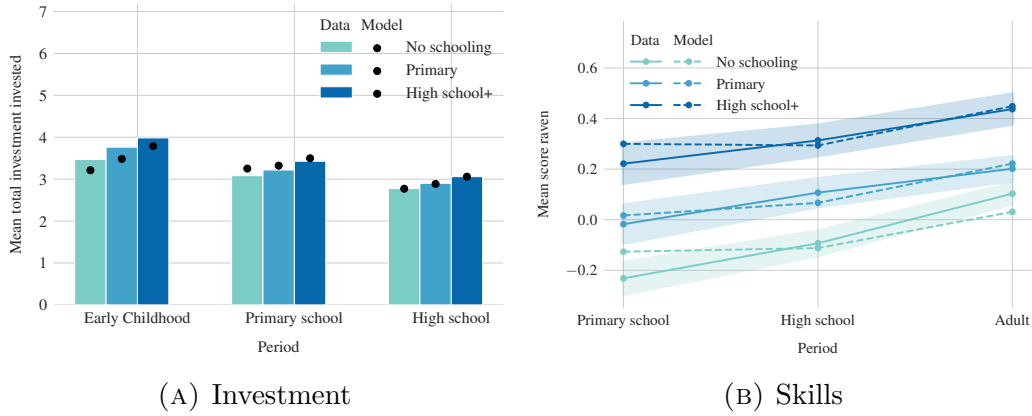 Data Model
No schooling
Primary
High school+
Mean total investment invested
7
6
5
4
3
2
1
0
Early Childhood Primary school High school
Period
(A) Investment
Data Model
No schooling
Primary
High school+
Mean score raven
0.6
0.4
0.2
0.0
−0.2
Primary school High school Adult
Period
(B) Skills